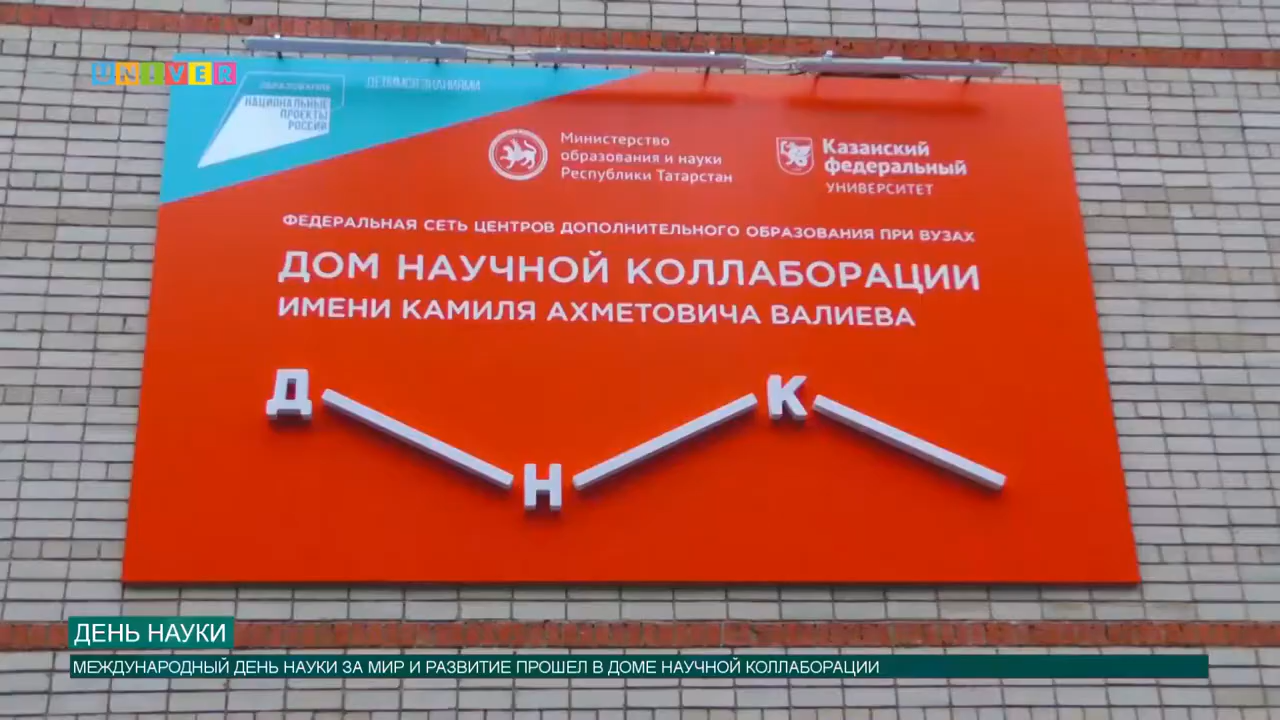 UNIVER
ОБРАЗОВАНИЕ
НАЦИОНАЛЬНЫЕ
ПРОЕКТЫ
РОССИИ
Министерство
образования и науки
Республики Татарстан
Казанский
федеральный
УНИВЕРСИТЕТ
ФЕДЕРАЛЬНАЯ СЕТЬ ЦЕНТРОВ ДОПОЛНИТЕЛЬНОГО ОБРАЗОВАНИЯ ПРИ ВУЗАХ
ДОМ НАУЧНОЙ КОЛЛАБОРАЦИИ
ИМЕНИ КАМИЛЯ АХМЕТОВИЧА ВАЛИЕВА
Д
Н
К
ДЕНЬ НАУКИ
МЕЖДУНАРОДНЫЙ ДЕНЬ НАУКИ ЗА МИР И РАЗВИТИЕ ПРОШЕЛ В ДОМЕ НАУЧНОЙ КОЛЛАБОРАЦИИ